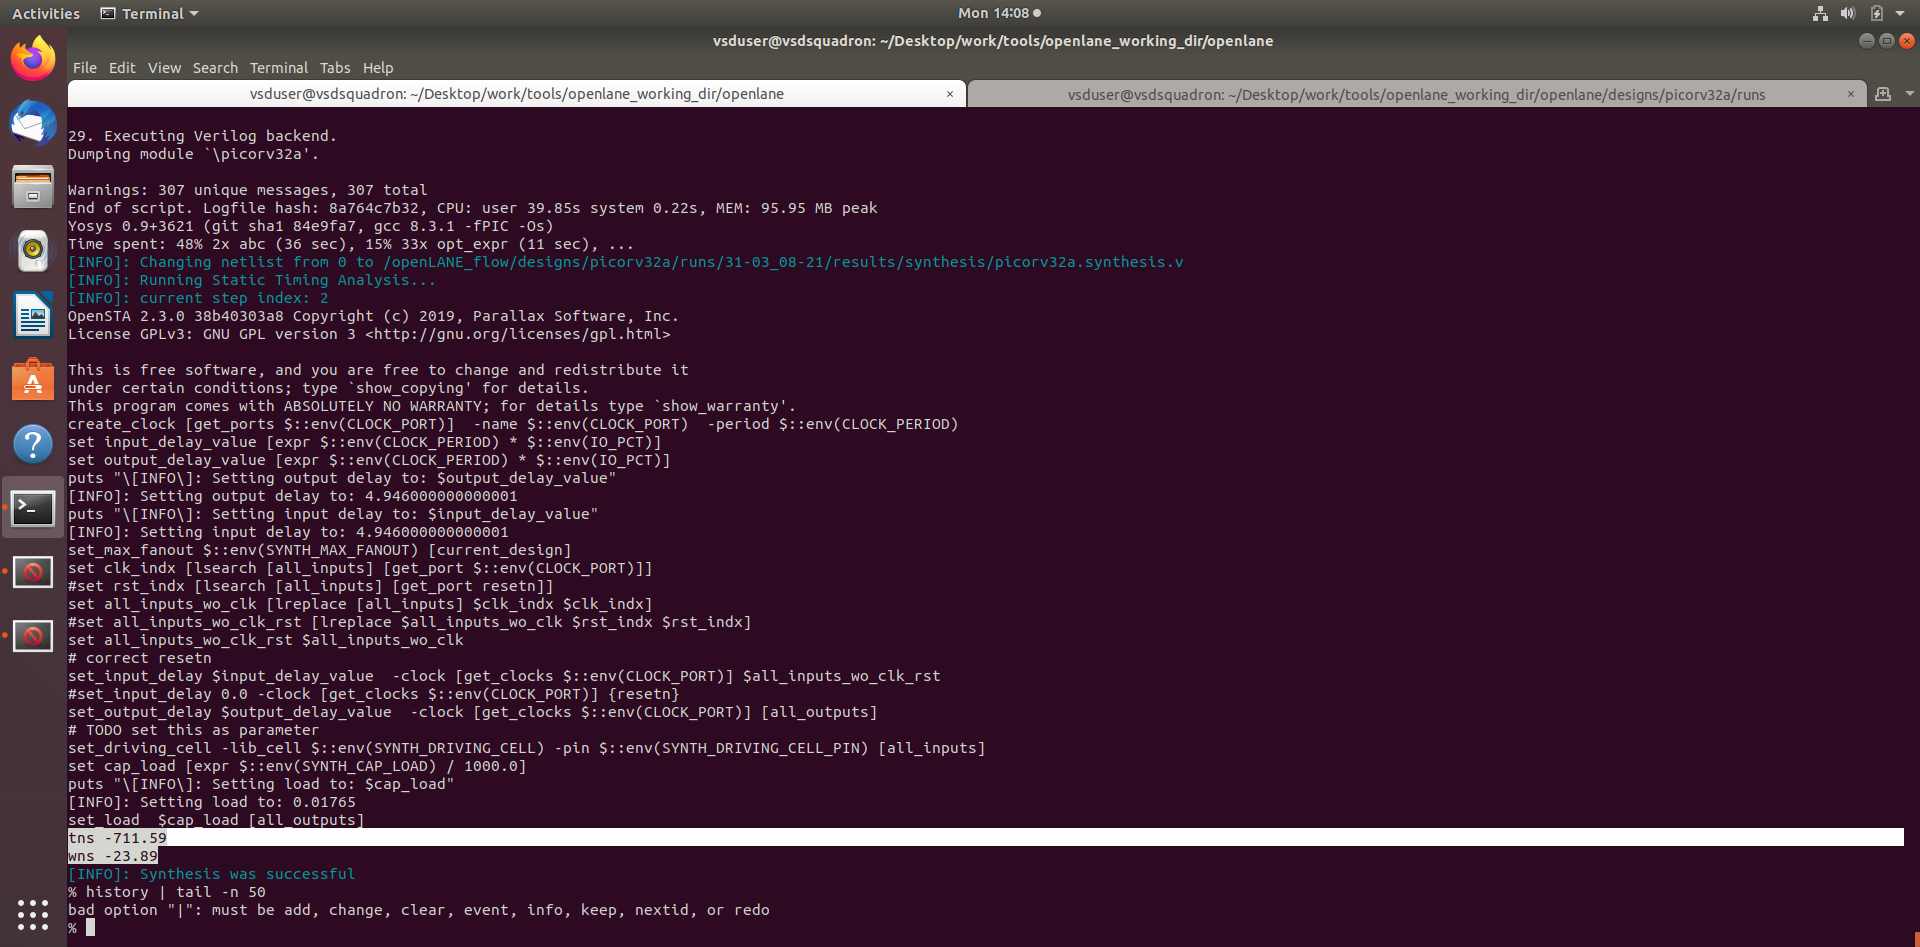 Activities
Terminal
Mon 14:08
vsduser@vsdsquadron: ~/Desktop/work/tools/openlane_working_dir/openlane
File Edit View Search Terminal Tabs Help
vsduser@vsdsquadron: ~/Desktop/work/tools/openlane_working_dir/openlane
vsduser@vsdsquadron: ~/Desktop/work/tools/openlane_working_dir/openlane/designs/picorv32a/runs
29. Executing Verilog backend.
Dumping module `\picorv32a'.
Warnings: 307 unique messages, 307 total
End of script. Logfile hash: 8a764c7b32, CPU: user 39.85s system 0.22s, MEM: 95.95 MB peak
Yosys 0.9+3621 (git sha1 84e9fa7, gcc 8.3.1 -fPIC -Os)
Time spent: 48% 2x abc (36 sec), 15% 33x opt_expr (11 sec), ...
[INFO]: Changing netlist from 0 to /openLANE_flow/designs/picorv32a/runs/31-03_08-21/results/synthesis/picorv32a.synthesis.v
[INFO]: Running Static Timing Analysis...
[INFO]: current step index: 2
OpenSTA 2.3.0 38b40303a8 Copyright (c) 2019, Parallax Software, Inc.
License GPLv3: GNU GPL version 3 <http://gnu.org/licenses/gpl.html>
This is free software, and you are free to change and redistribute it
under certain conditions; type `show_copying' for details.
This program comes with ABSOLUTELY NO WARRANTY; for details type `show_warranty'.
create_clock [get_ports $::env(CLOCK_PORT)]  -name $::env(CLOCK_PORT)  -period $::env(CLOCK_PERIOD)
set input_delay_value [expr $::env(CLOCK_PERIOD) * $::env(IO_PCT)]
set output_delay_value [expr $::env(CLOCK_PERIOD) * $::env(IO_PCT)]
puts "\[INFO\]: Setting output delay to: $output_delay_value"
[INFO]: Setting output delay to: 4.946000000000001
puts "\[INFO\]: Setting input delay to: $input_delay_value"
[INFO]: Setting input delay to: 4.946000000000001
set_max_fanout $::env(SYNTH_MAX_FANOUT) [current_design]
set clk_indx [lsearch [all_inputs] [get_port $::env(CLOCK_PORT)]]
#set rst_indx [lsearch [all_inputs] [get_port resetn]]
set all_inputs_wo_clk [lreplace [all_inputs] $clk_indx $clk_indx]
#set all_inputs_wo_clk_rst [lreplace $all_inputs_wo_clk $rst_indx $rst_indx]
set all_inputs_wo_clk_rst $all_inputs_wo_clk
# correct resetn
set_input_delay $input_delay_value  -clock [get_clocks $::env(CLOCK_PORT)] $all_inputs_wo_clk_rst
#set_input_delay 0.0 -clock [get_clocks $::env(CLOCK_PORT)] {resetn}
set_output_delay $output_delay_value  -clock [get_clocks $::env(CLOCK_PORT)] [all_outputs]
# TODO set this as parameter
set_driving_cell -lib_cell $::env(SYNTH_DRIVING_CELL) -pin $::env(SYNTH_DRIVING_CELL_PIN) [all_inputs]
set cap_load [expr $::env(SYNTH_CAP_LOAD) / 1000.0]
puts "\[INFO\]: Setting load to: $cap_load"
[INFO]: Setting load to: 0.01765
set_load  $cap_load [all_outputs]
tns -711.59
wns -23.89
[INFO]: Synthesis was successful
% history | tail -n 50
bad option "|": must be add, change, clear, event, info, keep, nextid, or redo
%